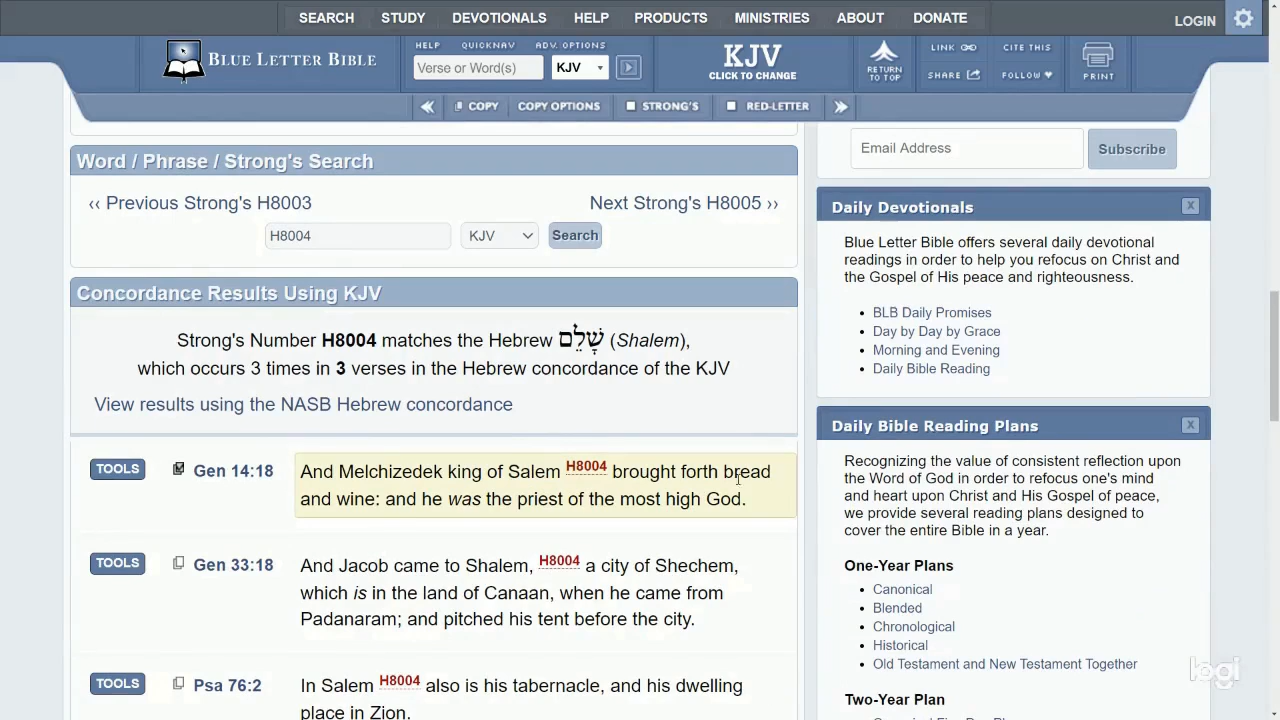 SEARCH STUDY DEVOTIONALS HELP PRODUCTS MINISTRIES ABOUT DONATE LOGIN
BLUE LETTER BIBLE
HELP QUICKNAV ADV. OPTIONS
Verse or Word(s) KJV
KJV
CLICK TO CHANGE
RETURN
TO TOP
LINK CITE THIS
SHARE FOLLOW
PRINT
COPY COPY OPTIONS STRONG'S RED-LETTER
Word / Phrase / Strong's Search
‹‹ Previous Strong's H8003 Next Strong's H8005 ››
H8004 KJV Search
Concordance Results Using KJV
Strong's Number H8004 matches the Hebrew שָׁלֵם (Shalem),
which occurs 3 times in 3 verses in the Hebrew concordance of the KJV
View results using the NASB Hebrew concordance
TOOLS Gen 14:18 And Melchizedek king of Salem H8004 brought forth bread
and wine: and he was the priest of the most high God.
TOOLS Gen 33:18 And Jacob came to Shalem, H8004 a city of Shechem,
which is in the land of Canaan, when he came from
Padanaram; and pitched his tent before the city.
TOOLS Psa 76:2 In Salem H8004 also is his tabernacle, and his dwelling
place in Zion.
Email Address Subscribe
Daily Devotionals X
Blue Letter Bible offers several daily devotional
readings in order to help you refocus on Christ and
the Gospel of His peace and righteousness.
BLB Daily Promises
Day by Day by Grace
Morning and Evening
Daily Bible Reading
Daily Bible Reading Plans X
Recognizing the value of consistent reflection upon
the Word of God in order to refocus one's mind
and heart upon Christ and His Gospel of peace,
we provide several reading plans designed to
cover the entire Bible in a year.
One-Year Plans
Canonical
Blended
Chronological
Historical
Old Testament and New Testament Together
Two-Year Plan
logi